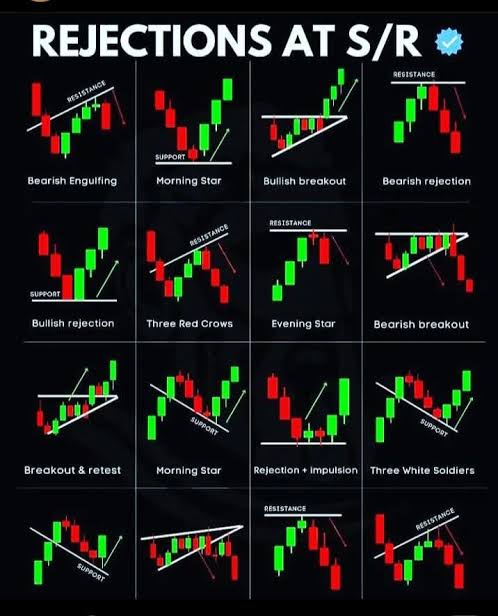 REJECTIONS AT S/R
RESISTANCE
Bearish Engulfing
SUPPORT
Morning Star
Bullish breakout
RESISTANCE
Bearish rejection
SUPPORT
Bullish rejection
RESISTANCE
Three Red Crows
RESISTANCE
Evening Star
Bearish breakout
Breakout & retest
SUPPORT
Morning Star
Rejection + impulsion
SUPPORT
Three White Soldiers
SUPPORT
RESISTANCE
RESISTANCE